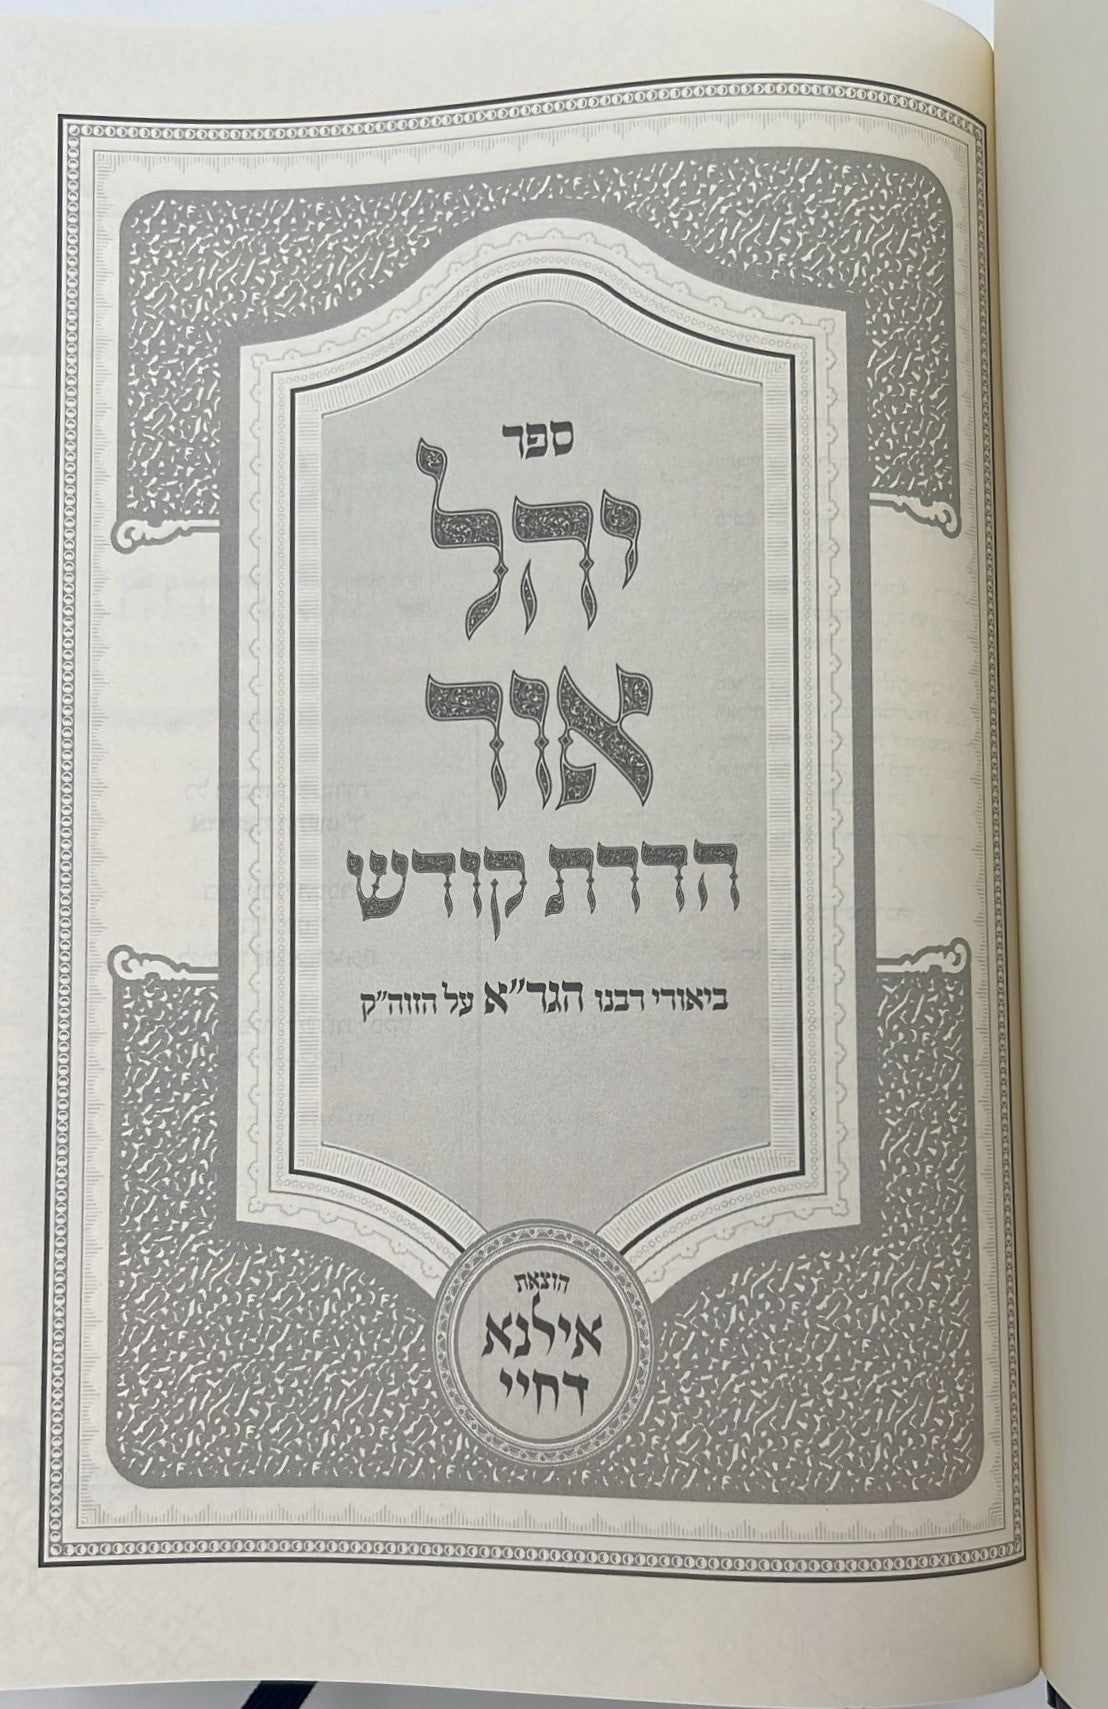 ספר
יהל
אור
הדרת קודש
ביאורי רבנו הגר״א על הזוה״ק
הוצאת
אילנא
דחיי